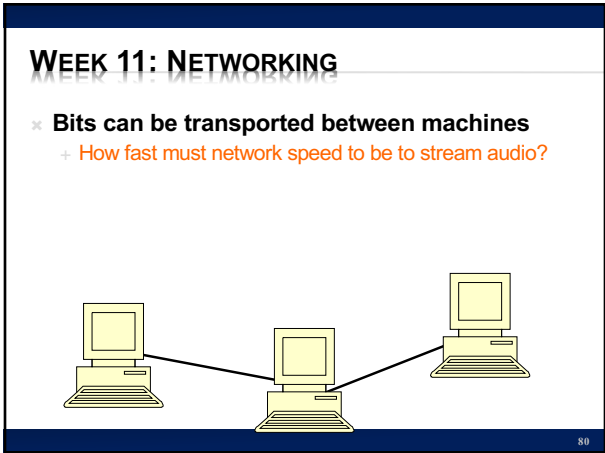 WEEK 11: NETWORKING
Bits can be transported between machines
How fast must network speed to be to stream audio?
80